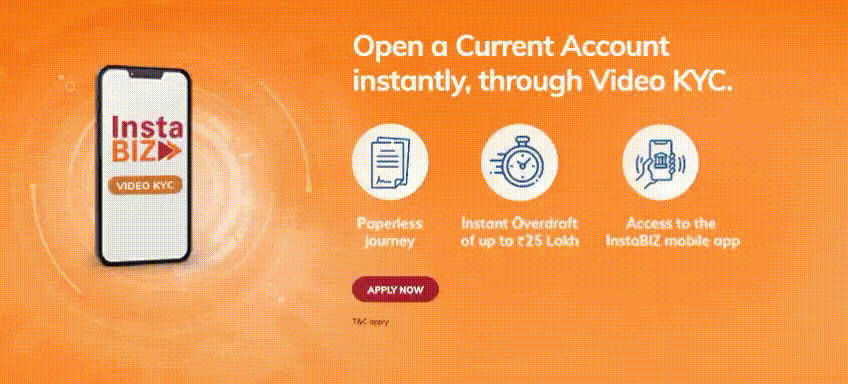 Insta
BIZ
VIDEO KYC
Open a Current Account
instantly, through Video KYC.
Paperless
journey
Instant Overdraft
of up to ₹25 Lakh
Access to the
InstaBIZ mobile app
APPLY NOW
T&C apply